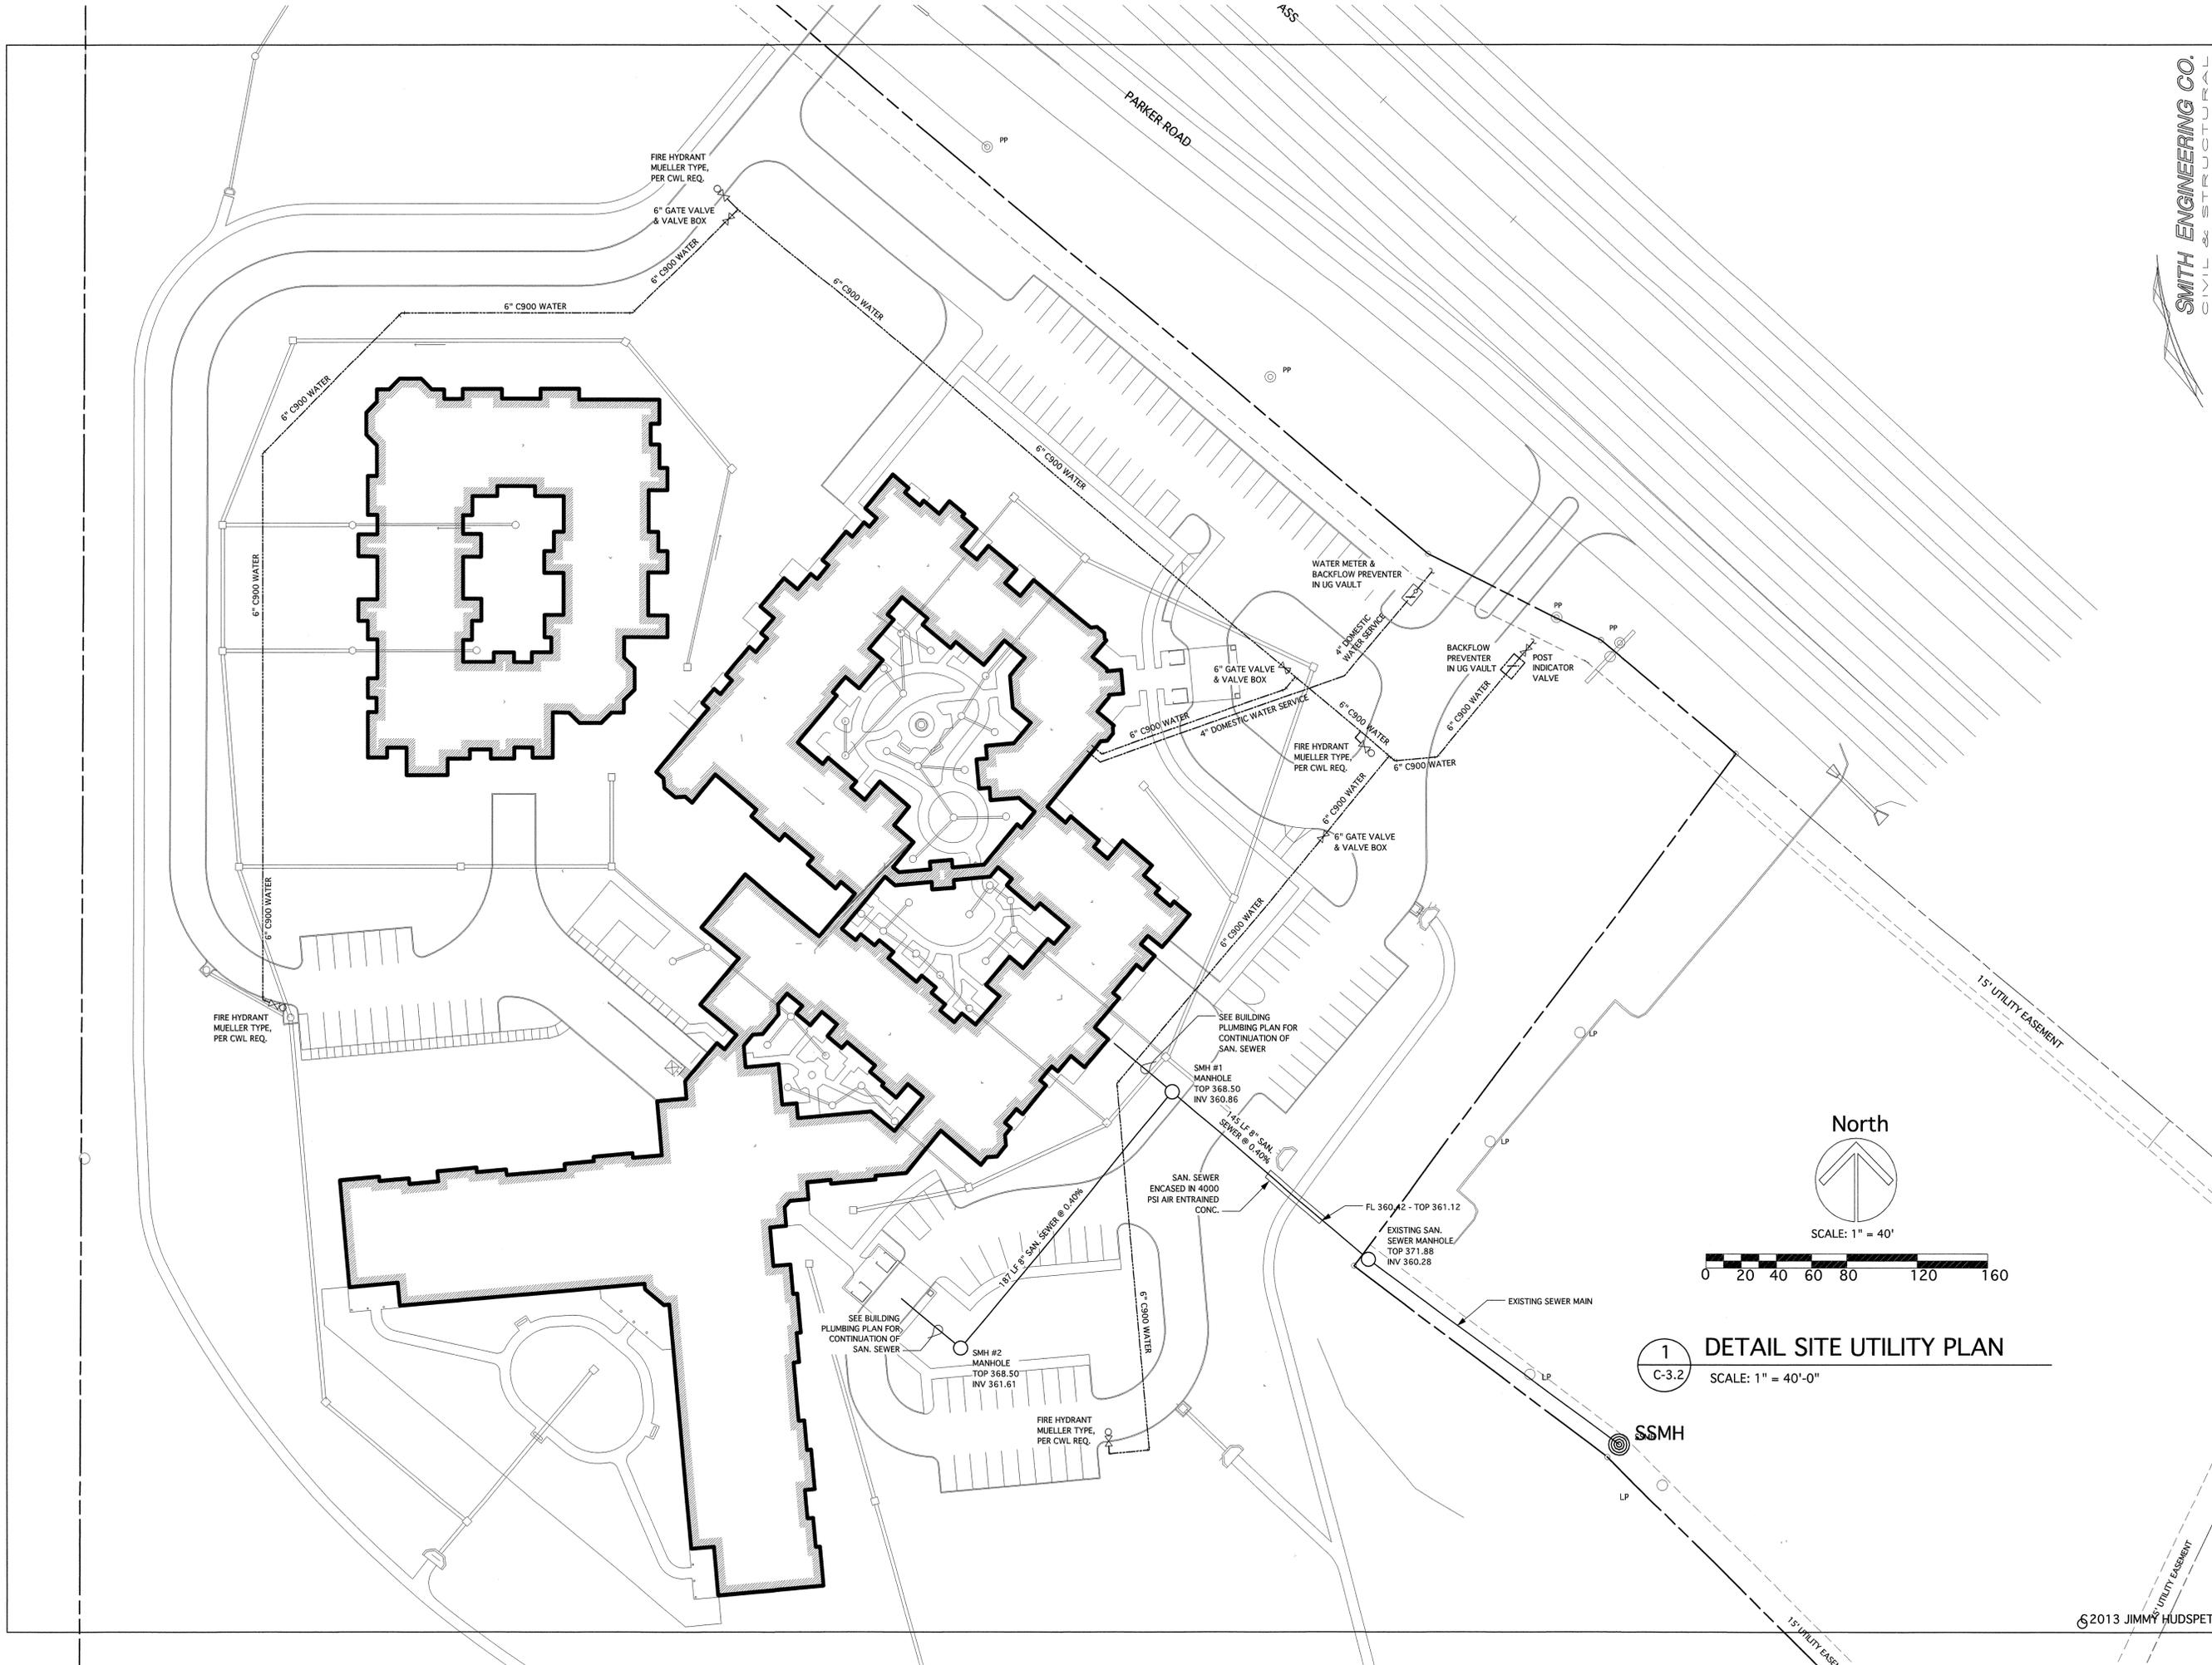 ASS
PARKER ROAD
SMITH ENGINEERING CO.
CIVIL & STRUCTURAL
PP
FIRE HYDRANT
MUELLER TYPE,
PER CWL REQ.
6" GATE VALVE
& VALVE BOX
6" C900 WATER
6" C900 WATER
6" C900 WATER
6" C900 WATER
PP
6" C900 WATER
6" C900 WATER
6" C900 WATER
WATER METER &
BACKFLOW PREVENTER
IN UG VAULT
PP
PP
4" DOMESTIC
WATER SERVICE
BACKFLOW
PREVENTER
IN UG VAULT
POST
INDICATOR
VALVE
6" GATE VALVE
& VALVE BOX
6" C900 WATER
4" DOMESTIC WATER SERVICE
6" C900 WATER
6" C900 WATER
FIRE HYDRANT
MUELLER TYPE,
PER CWL REQ.
6" C900 WATER
6" C900 WATER
6" GATE VALVE
& VALVE BOX
6" C900 WATER
FIRE HYDRANT
MUELLER TYPE,
PER CWL REQ.
15' UTILITY EASEMENT
LP
SEE BUILDING
PLUMBING PLAN FOR
CONTINUATION OF
SAN. SEWER
SMH #1
MANHOLE
TOP 368.50
INV 360.86
145 LF 8" SAN.
SEWER @ 0.40%
LP
SAN. SEWER
ENCASED IN 4000
PSI AIR ENTRAINED
CONC.
FL 360.42 - TOP 361.12
EXISTING SAN.
SEWER MANHOLE
TOP 371.88
INV 360.28
187 LF 8" SAN. SEWER @ 0.40%
North
SCALE: 1" = 40'
0 20 40 60 80 120 160
EXISTING SEWER MAIN
6" C900 WATER
SEE BUILDING
PLUMBING PLAN FOR
CONTINUATION OF
SAN. SEWER
SMH #2
MANHOLE
TOP 368.50
INV 361.61
1
C-3.2
DETAIL SITE UTILITY PLAN
SCALE: 1" = 40'-0"
LP
FIRE HYDRANT
MUELLER TYPE,
PER CWL REQ.
SSMH
LP
15' UTILITY EASEMENT
15' UTILITY EASEM
©2013 JIMMY HUDSPET